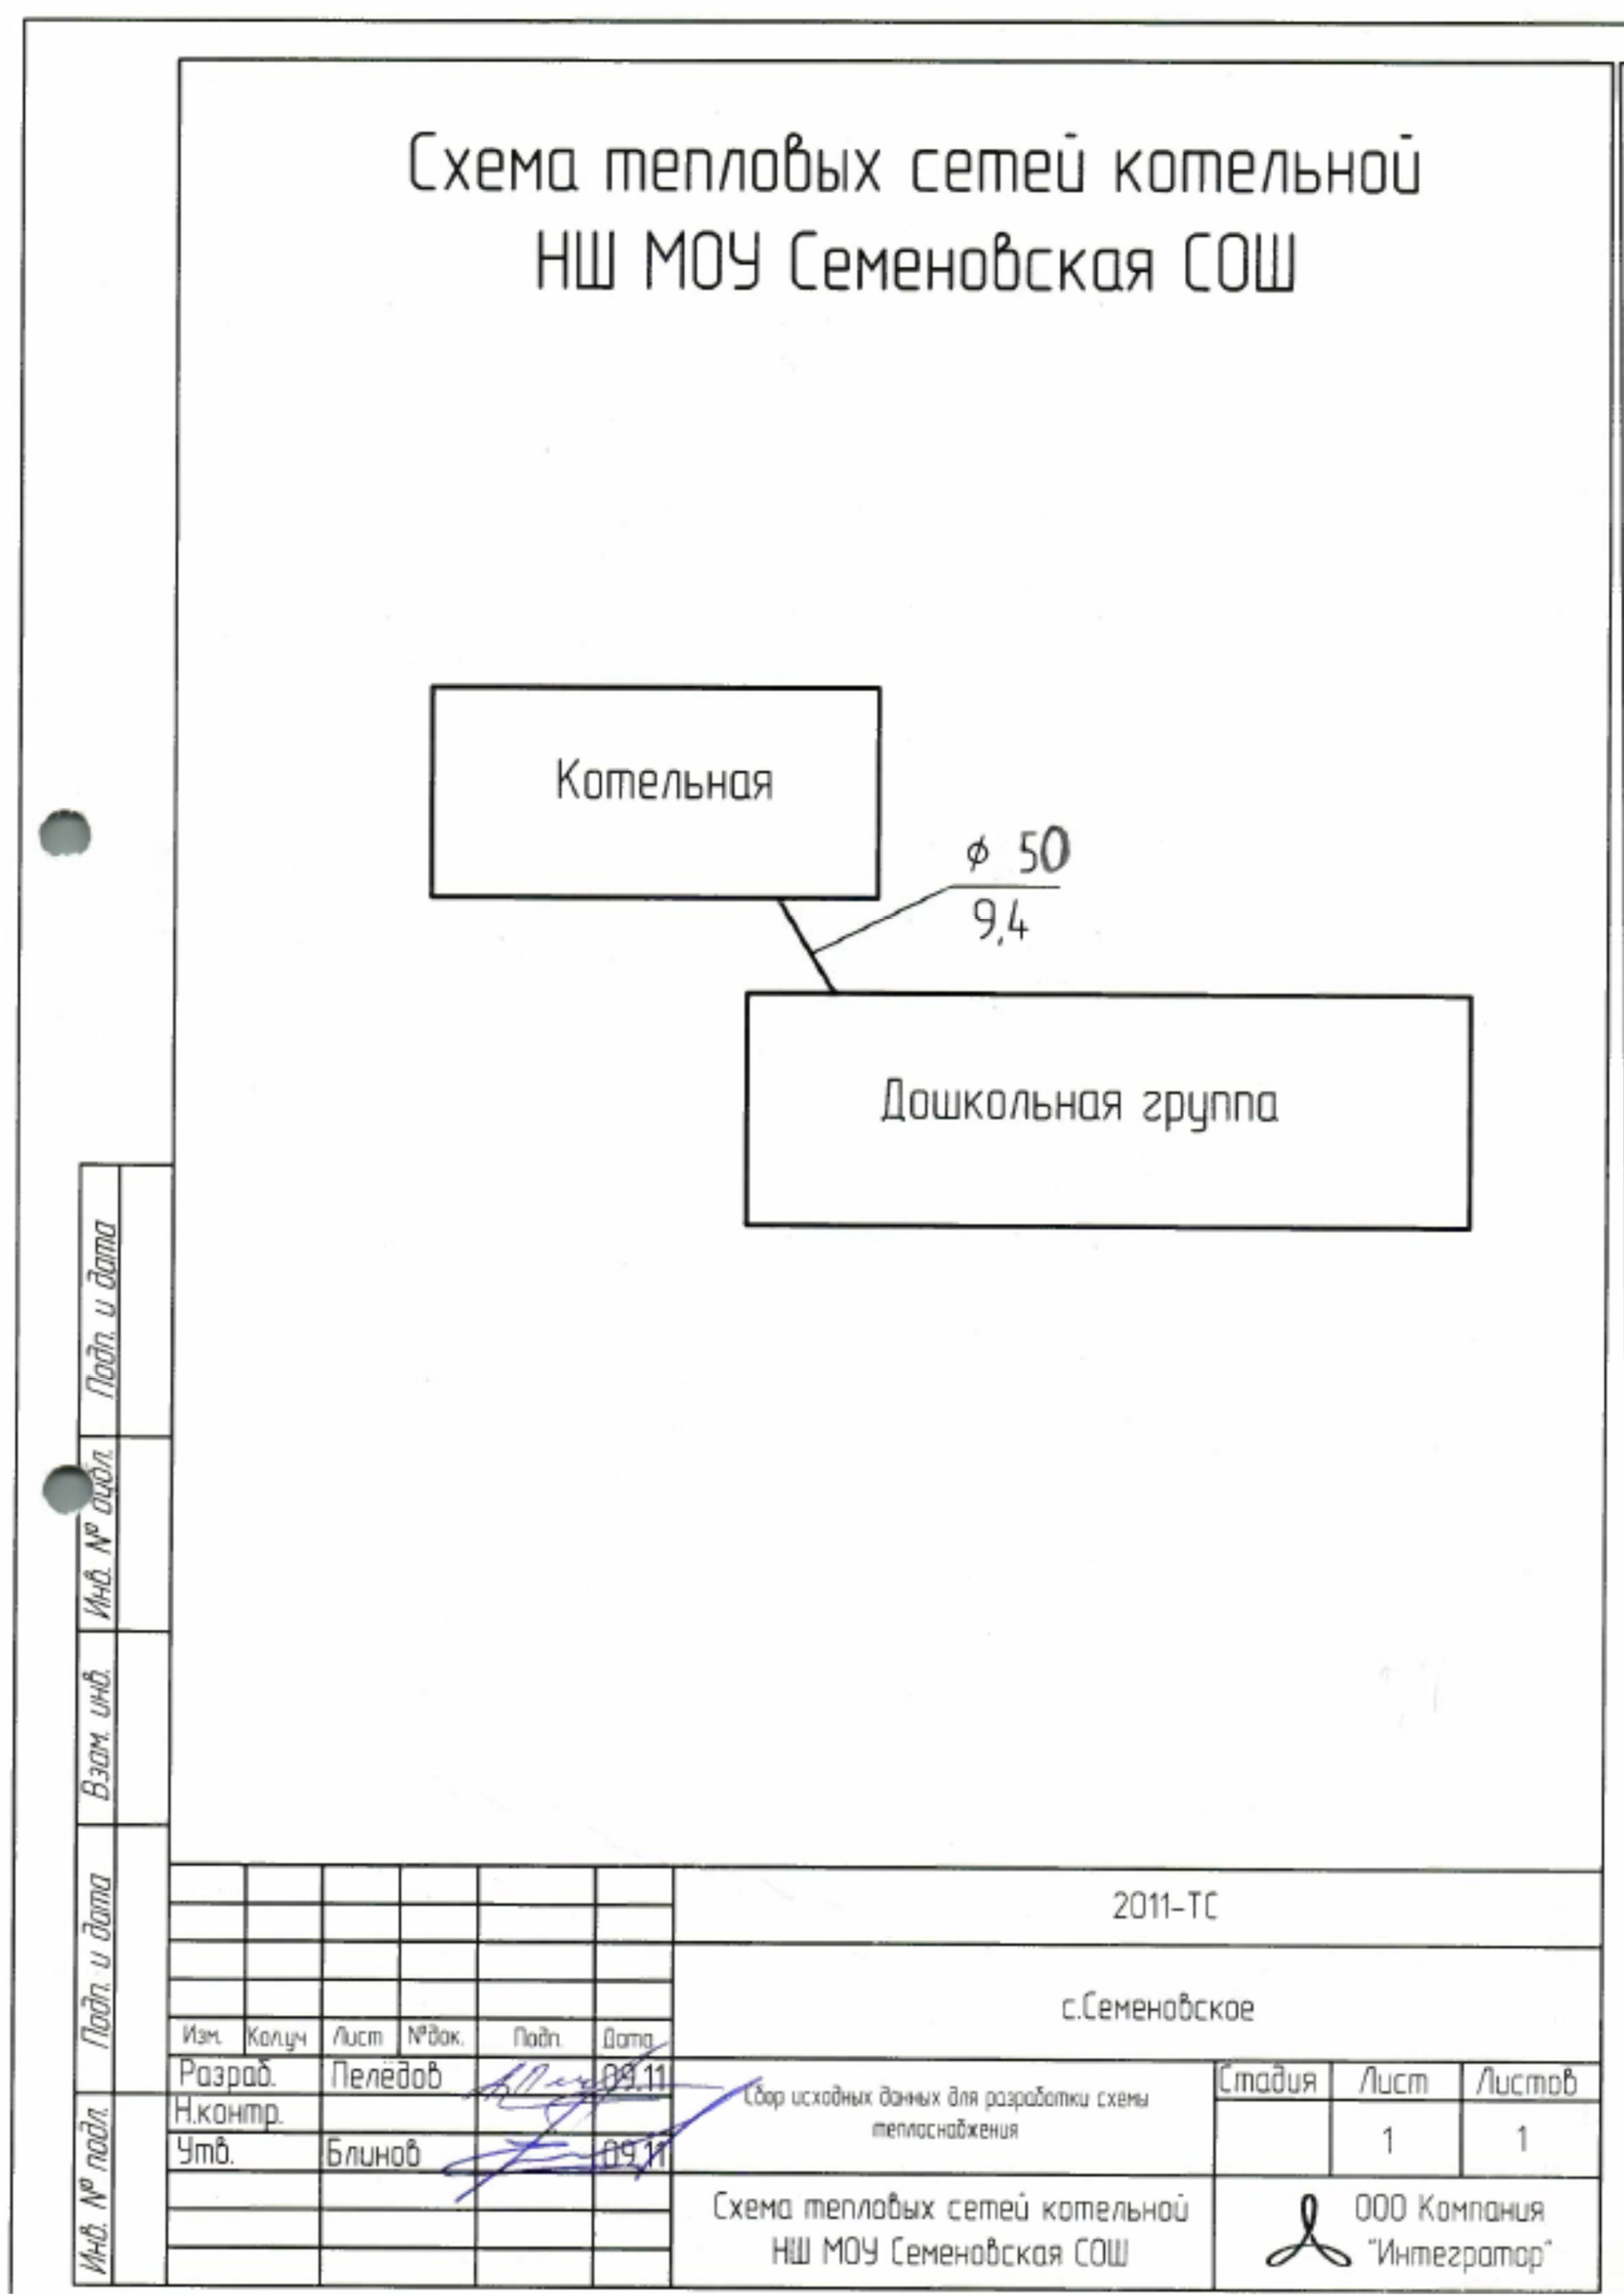 Схема тепловых сетей котельной
НШ МОУ Семеновская СОШ
Котельная
ϕ 50
9,4
Дошкольная группа
Подп. и дата
Инв. № дубл.
Взам. инв.
Подп. и дата
Инв. № подл.
2011-ТС
с.Семеновское
Изм. Кол.уч Лист №док. Подп. Дата
Разраб. Пелёдов 09.11
Н.контр.
Утв. Блинов 09.11
Сбор исходных данных для разработки схемы
теплоснабжения
Стадия Лист Листов
1 1
Схема тепловых сетей котельной
НШ МОУ Семеновская СОШ
ООО Компания
"Интегратор"